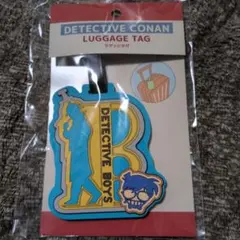 DETECTIVE CONAN
LUGGAGE TAG
DETECTIVE BOYS